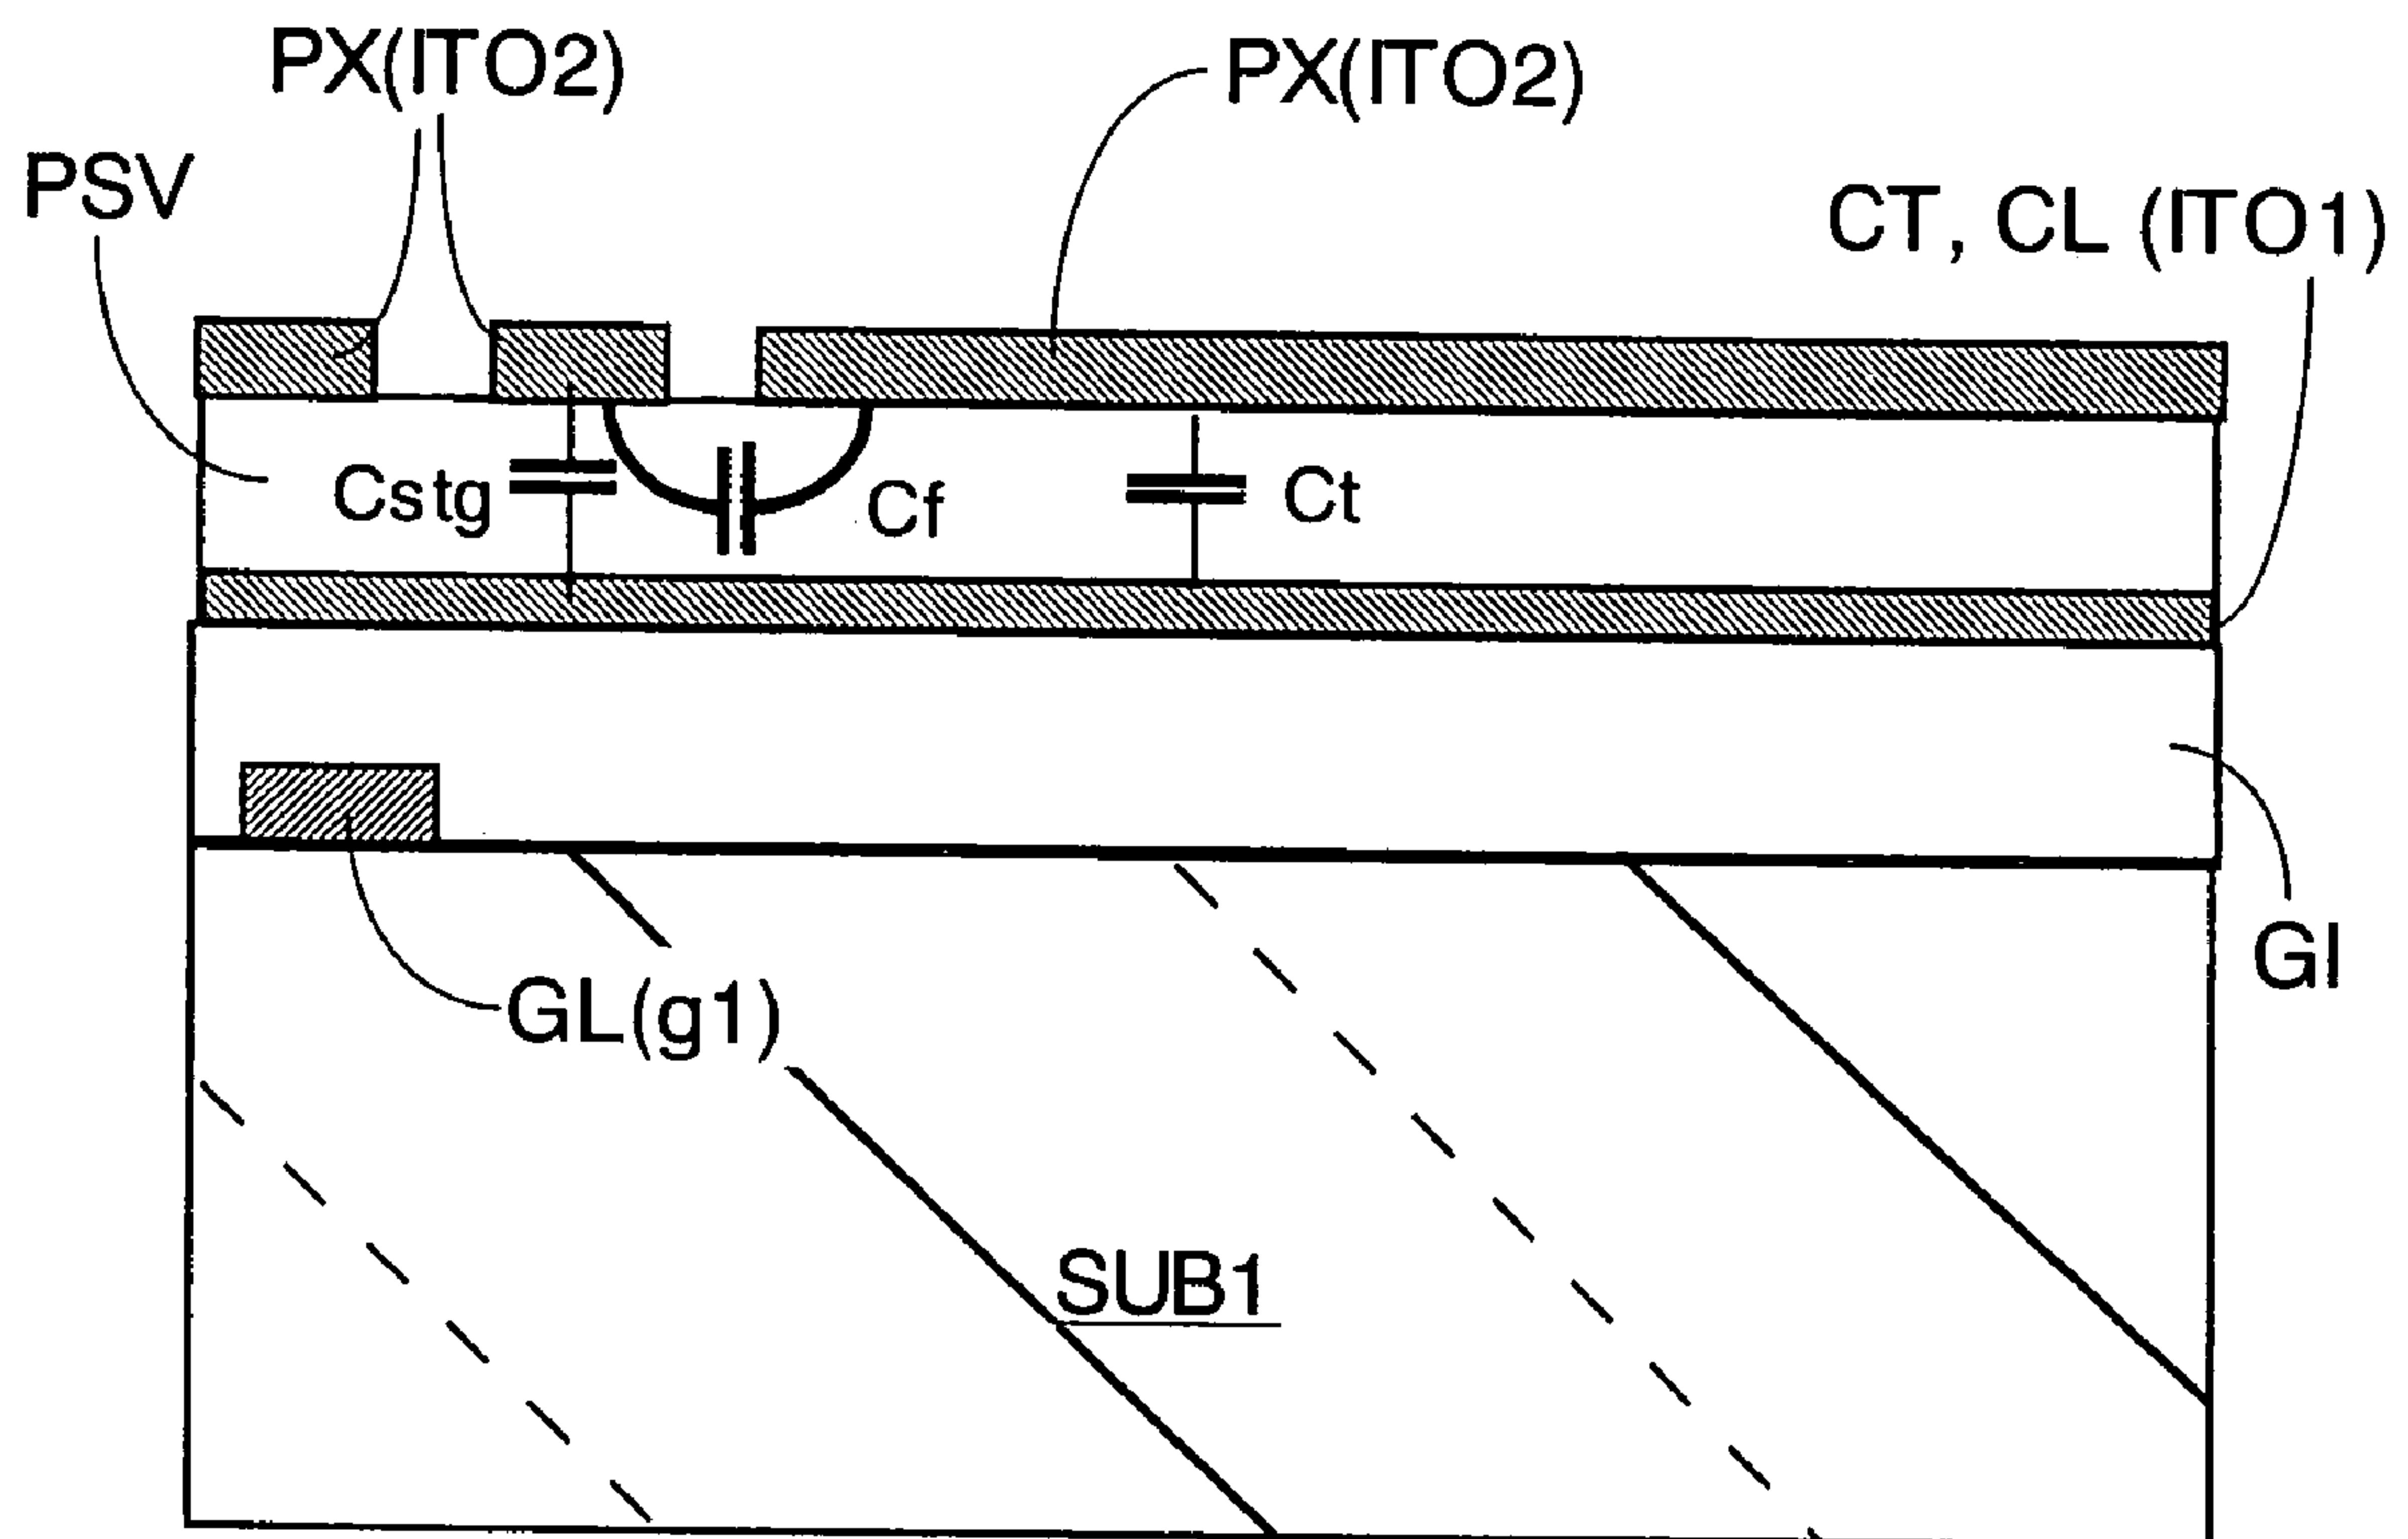 PX(ITO2)
PX(ITO2)
PSV
CT, CL (ITO1)
Cstg
Cf
Ct
GI
GL(g1)
SUB1